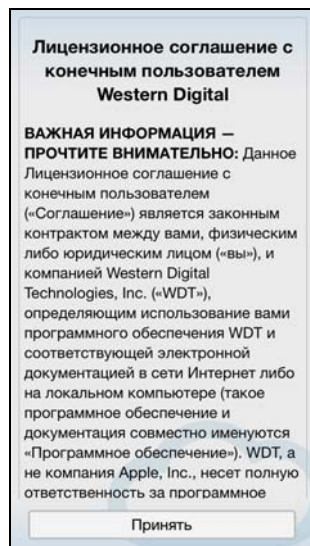 Лицензионное соглашение с
конечным пользователем
Western Digital
ВАЖНАЯ ИНФОРМАЦИЯ —
ПРОЧТИТЕ ВНИМАТЕЛЬНО: Данное
Лицензионное соглашение с
конечным пользователем
(«Соглашение») является законным
контрактом между вами, физическим
либо юридическим лицом («вы»), и
компанией Western Digital
Technologies, Inc. («WDT»),
определяющим использование вами
программного обеспечения WDT и
соответствующей электронной
документацией в сети Интернет либо
на локальном компьютере (такое
программное обеспечение и
документация совместно именуются
«Программное обеспечение»). WDT, а
не компания Apple, Inc., несет полную
ответственность за программное
Принять